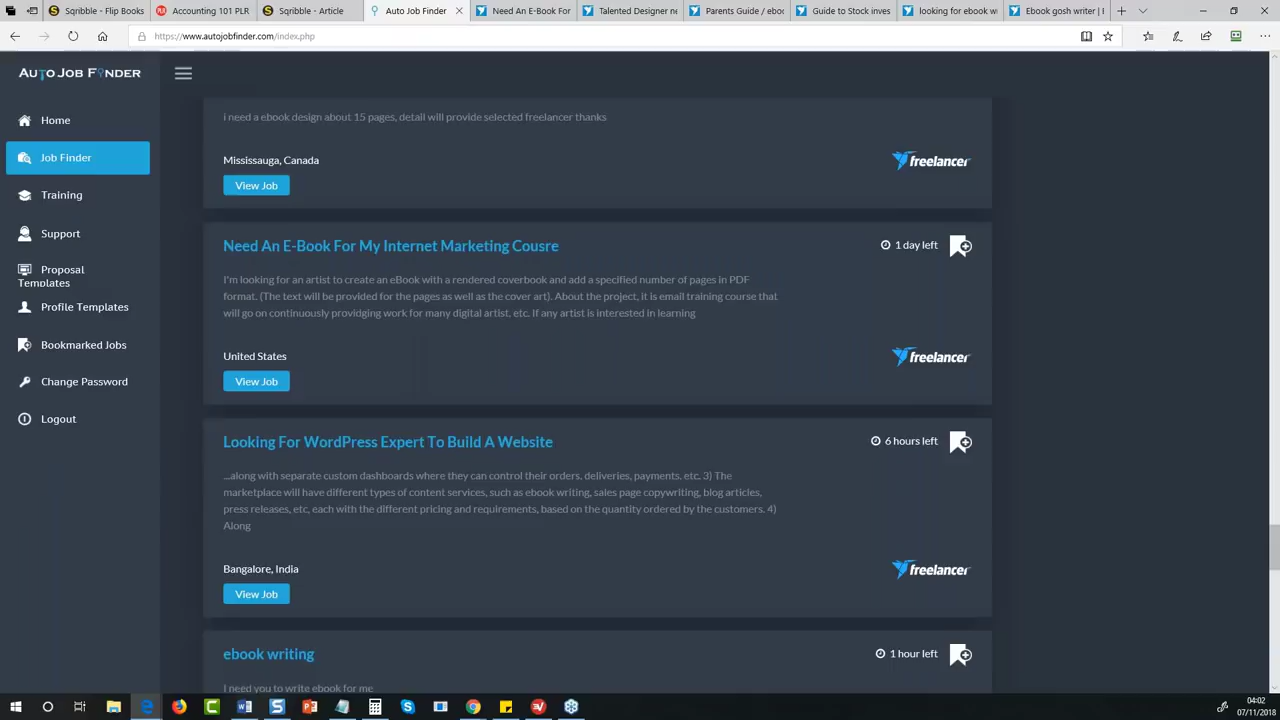 Sqribble - Flip Books
Accounting 101 PLR
Sqribble - Article
Auto Job Finder
Need An E-Book For
Talented Designer ne
Parents Guide / eboo
Guide to Stock inves
looking for ebook w
Ebook gosh writer | F
https://www.autojobfinder.com/index.php
AUTO JOB FINDER
Home
Job Finder
Training
Support
Proposal
Templates
Profile Templates
Bookmarked Jobs
Change Password
Logout
i need a ebook design about 15 pages, detail will provide selected freelancer thanks
Mississauga, Canada
freelancer
View Job
Need An E-Book For My Internet Marketing Cousre
1 day left
I'm looking for an artist to create an eBook with a rendered coverbook and add a specified number of pages in PDF
format. (The text will be provided for the pages as well as the cover art). About the project, it is email training course that
will go on continuously providging work for many digital artist. etc. If any artist is interested in learning
United States
freelancer
View Job
Looking For WordPress Expert To Build A Website
6 hours left
...along with separate custom dashboards where they can control their orders. deliveries, payments. etc. 3) The
marketplace will have different types of content services, such as ebook writing, sales page copywriting, blog articles,
press releases, etc, each with the different pricing and requirements, based on the quantity ordered by the customers. 4)
Along
Bangalore, India
freelancer
View Job
ebook writing
1 hour left
I need you to write ebook for me
04:02
07/11/2018